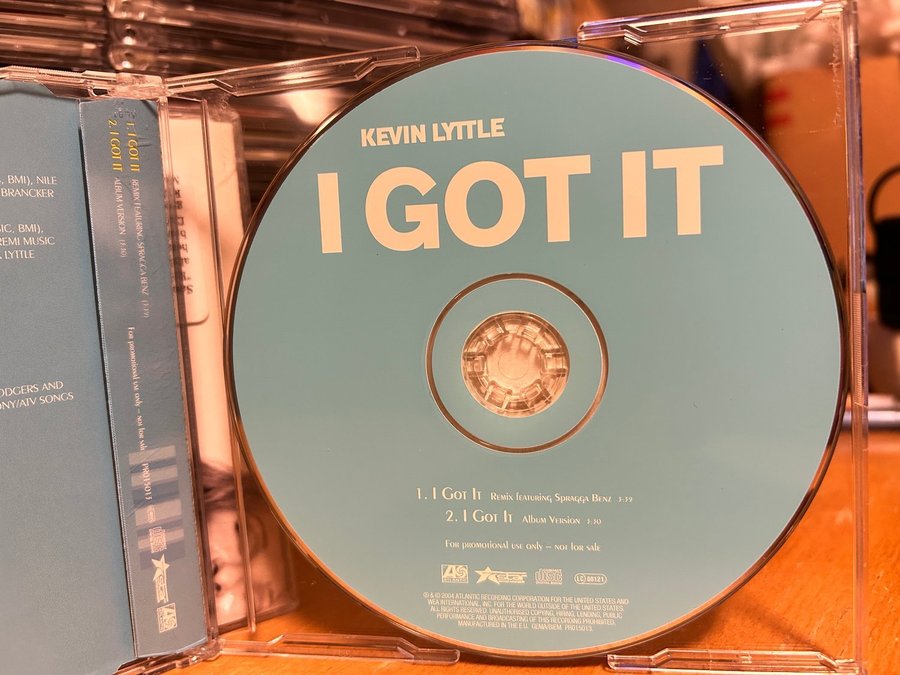 , BMI), NILE
BRANCKER
SIC, BMI),
REMI MUSIC
LYTTLE
ODGERS AND
ONY/ATV SONGS
1. I GOT IT REMIX FEATURING SPRAGGA BENZ (3:39)
2. I GOT IT ALBUM VERSION (3:30)
For promotional use only – not for sale PR015013
KEVIN LYTTLE
I GOT IT
1. I Got It Remix featuring Spragga Benz 3:39
2. I Got It Album Version 3:30
For promotional use only – not for sale
LC 08121
℗ & © 2004 ATLANTIC RECORDING CORPORATION FOR THE UNITED STATES AND
WEA INTERNATIONAL, INC. FOR THE WORLD OUTSIDE OF THE UNITED STATES.
ALL RIGHTS RESERVED. UNAUTHORISED COPYING, HIRING, LENDING, PUBLIC
PERFORMANCE AND BROADCASTING OF THIS RECORDING PROHIBITED.
MANUFACTURED IN THE E.U. GEMA/BIEM. PR015013.